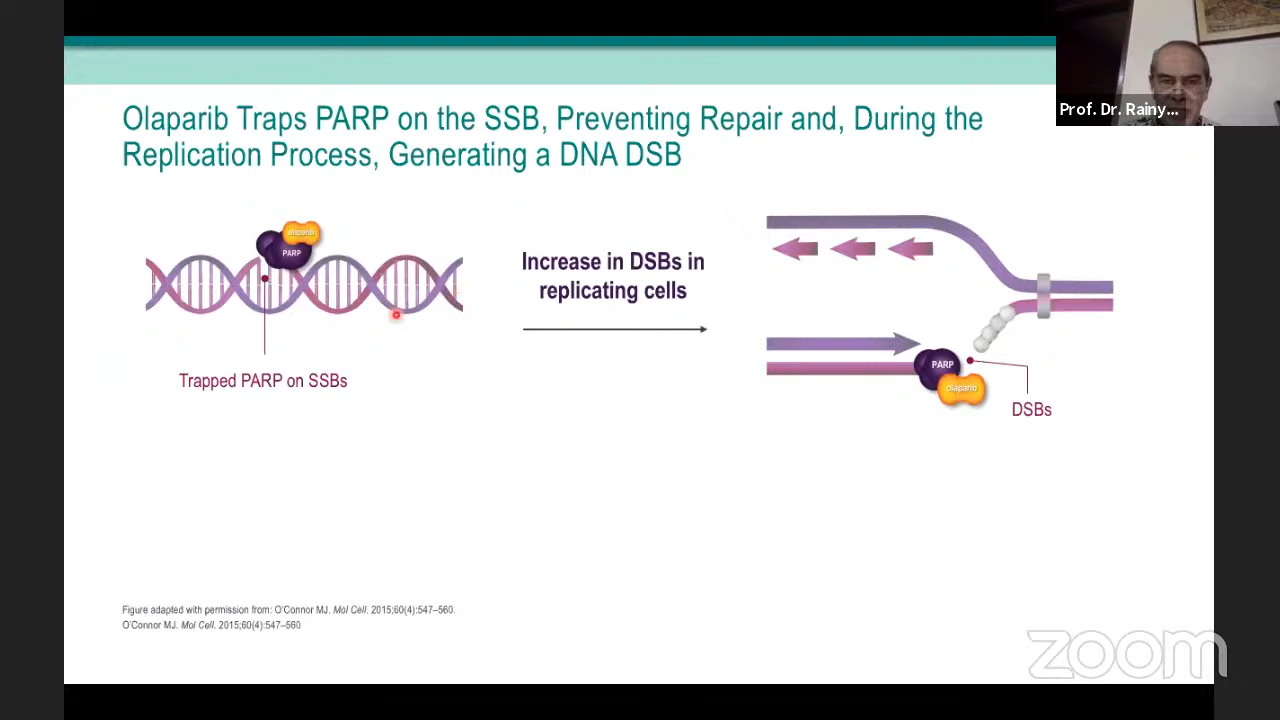 Prof. Dr. Rainy...
Olaparib Traps PARP on the SSB, Preventing Repair and, During the
Replication Process, Generating a DNA DSB
olaparib
PARP
Trapped PARP on SSBs
Increase in DSBs in
replicating cells
PARP
olaparib
DSBs
Figure adapted with permission from: O'Connor MJ. Mol Cell. 2015;60(4):547–560.
O'Connor MJ. Mol Cell. 2015;60(4):547–560
zoom